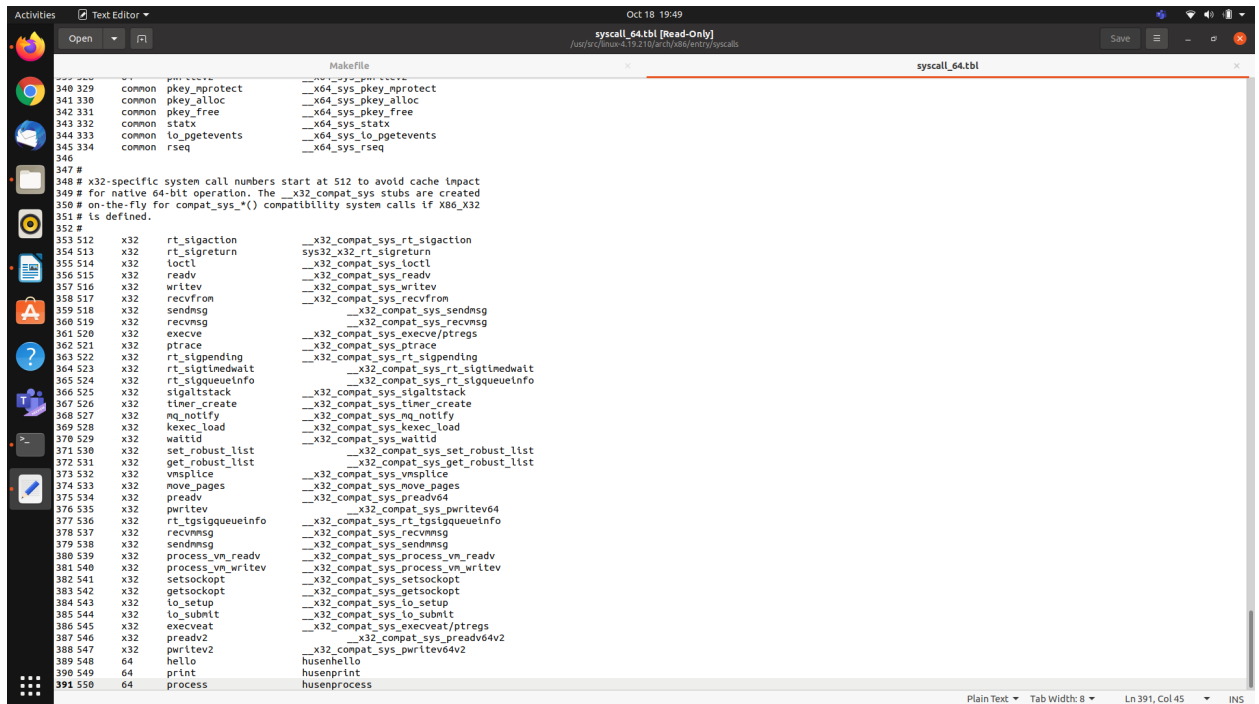 Activities Text Editor Oct 18 19:49
Open syscall_64.tbl [Read-Only] Save
/usr/src/linux-4.19.210/arch/x86/entry/syscalls
Makefile syscall_64.tbl
339 328 64 pwritev2 __x64_sys_pwritev2
340 329 common pkey_mprotect __x64_sys_pkey_mprotect
341 330 common pkey_alloc __x64_sys_pkey_alloc
342 331 common pkey_free __x64_sys_pkey_free
343 332 common statx __x64_sys_statx
344 333 common io_pgetevents __x64_sys_io_pgetevents
345 334 common rseq __x64_sys_rseq
346
347 #
348 # x32-specific system call numbers start at 512 to avoid cache impact
349 # for native 64-bit operation. The __x32_compat_sys stubs are created
350 # on-the-fly for compat_sys_*() compatibility system calls if X86_X32
351 # is defined.
352 #
353 512 x32 rt_sigaction __x32_compat_sys_rt_sigaction
354 513 x32 rt_sigreturn sys32_x32_rt_sigreturn
355 514 x32 ioctl __x32_compat_sys_ioctl
356 515 x32 readv __x32_compat_sys_readv
357 516 x32 writev __x32_compat_sys_writev
358 517 x32 recvfrom __x32_compat_sys_recvfrom
359 518 x32 sendmsg __x32_compat_sys_sendmsg
360 519 x32 recvmsg __x32_compat_sys_recvmsg
361 520 x32 execve __x32_compat_sys_execve/ptregs
362 521 x32 ptrace __x32_compat_sys_ptrace
363 522 x32 rt_sigpending __x32_compat_sys_rt_sigpending
364 523 x32 rt_sigtimedwait __x32_compat_sys_rt_sigtimedwait
365 524 x32 rt_sigqueueinfo __x32_compat_sys_rt_sigqueueinfo
366 525 x32 sigaltstack __x32_compat_sys_sigaltstack
367 526 x32 timer_create __x32_compat_sys_timer_create
368 527 x32 mq_notify __x32_compat_sys_mq_notify
369 528 x32 kexec_load __x32_compat_sys_kexec_load
370 529 x32 waitid __x32_compat_sys_waitid
371 530 x32 set_robust_list __x32_compat_sys_set_robust_list
372 531 x32 get_robust_list __x32_compat_sys_get_robust_list
373 532 x32 vmsplice __x32_compat_sys_vmsplice
374 533 x32 move_pages __x32_compat_sys_move_pages
375 534 x32 preadv __x32_compat_sys_preadv64
376 535 x32 pwritev __x32_compat_sys_pwritev64
377 536 x32 rt_tgsigqueueinfo __x32_compat_sys_rt_tgsigqueueinfo
378 537 x32 recvmmsg __x32_compat_sys_recvmmsg
379 538 x32 sendmmsg __x32_compat_sys_sendmmsg
380 539 x32 process_vm_readv __x32_compat_sys_process_vm_readv
381 540 x32 process_vm_writev __x32_compat_sys_process_vm_writev
382 541 x32 setsockopt __x32_compat_sys_setsockopt
383 542 x32 getsockopt __x32_compat_sys_getsockopt
384 543 x32 io_setup __x32_compat_sys_io_setup
385 544 x32 io_submit __x32_compat_sys_io_submit
386 545 x32 execveat __x32_compat_sys_execveat/ptregs
387 546 x32 preadv2 __x32_compat_sys_preadv64v2
388 547 x32 pwritev2 __x32_compat_sys_pwritev64v2
389 548 64 hello husenhello
390 549 64 print husenprint
391 550 64 process husenprocess
Plain Text Tab Width: 8 Ln 391, Col 45 INS